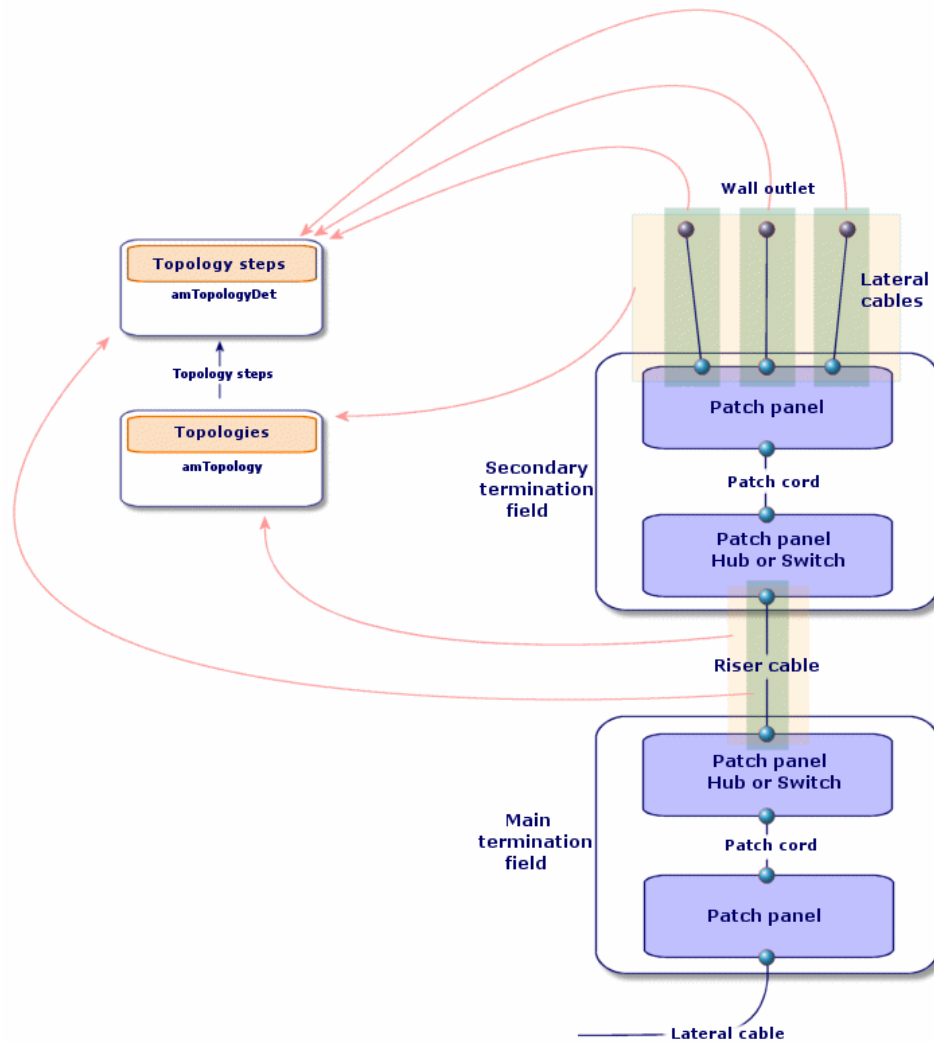 Wall outlet
Topology steps
amTopologyDet
Lateral
cables
Topology steps
Patch panel
Topologies
amTopology
Secondary
termination
field
Patch cord
Patch panel
Hub or Switch
Riser cable
Patch panel
Hub or Switch
Main
termination
field
Patch cord
Patch panel
Lateral cable